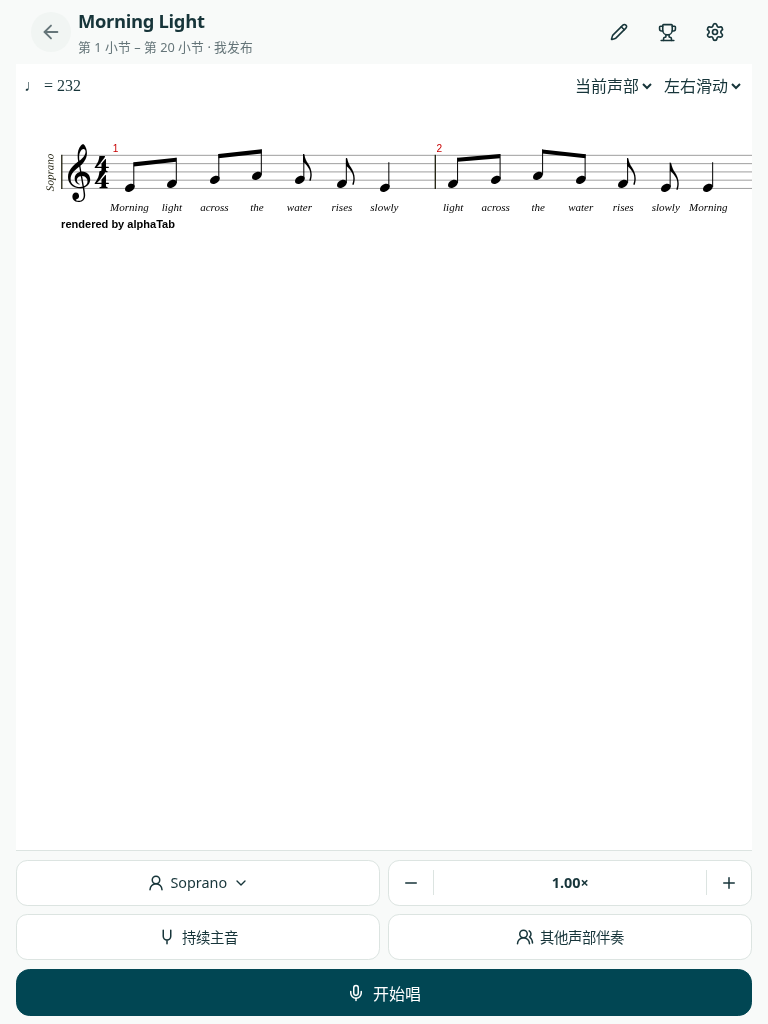 Morning Light
第 1 小节 – 第 20 小节 · 我发布
♩ = 232
当前声部 左右滑动
1 2
Soprano
4
4
Morning light across the water rises slowly light across the water rises slowly Morning
rendered by alphaTab
Soprano
1.00×
持续主音
其他声部伴奏
开始唱